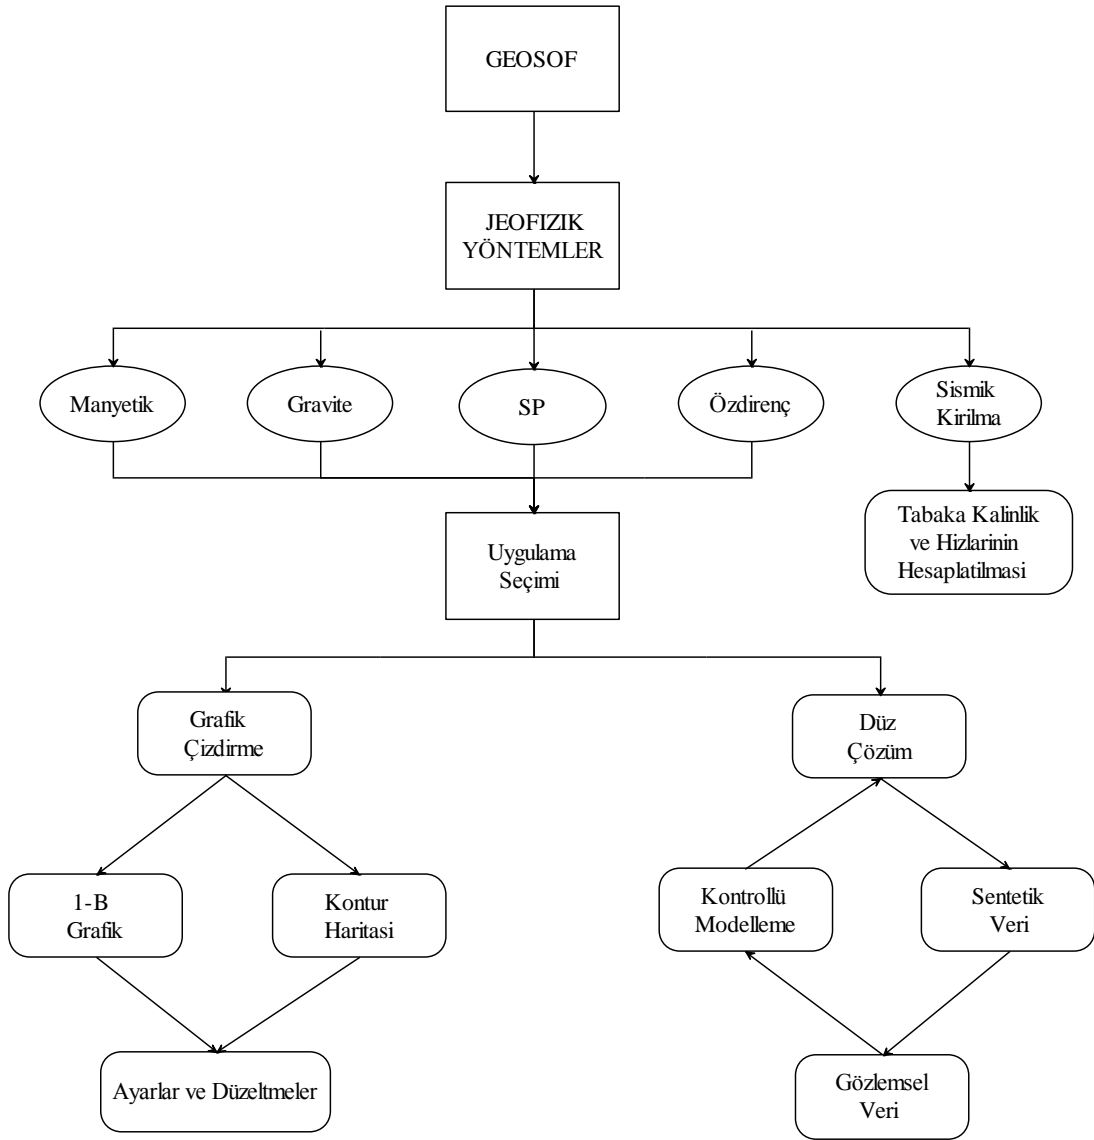 GEOSOF
JEOFIZIK
YÖNTEMLER
Manyetik
Gravite
SP
Özdirenç
Sismik
Kirilma
Tabaka Kalinlik
ve Hizlarinin
Hesaplatilmasi
Uygulama
Seçimi
Grafik
Çizdirme
Düz
Çözüm
1-B
Grafik
Kontur
Haritasi
Kontrollü
Modelleme
Sentetik
Veri
Ayarlar ve Düzeltmeler
Gözlemsel
Veri